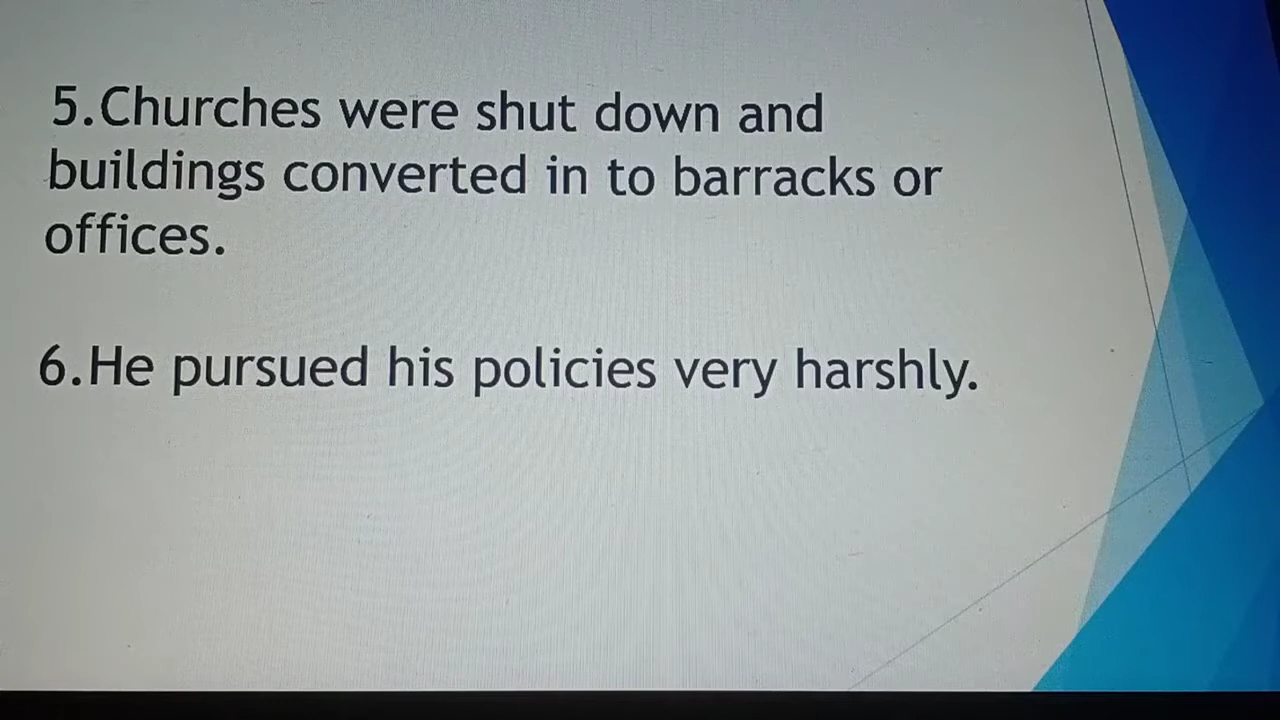 5.Churches were shut down and
buildings converted in to barracks or
offices.
6.He pursued his policies very harshly.